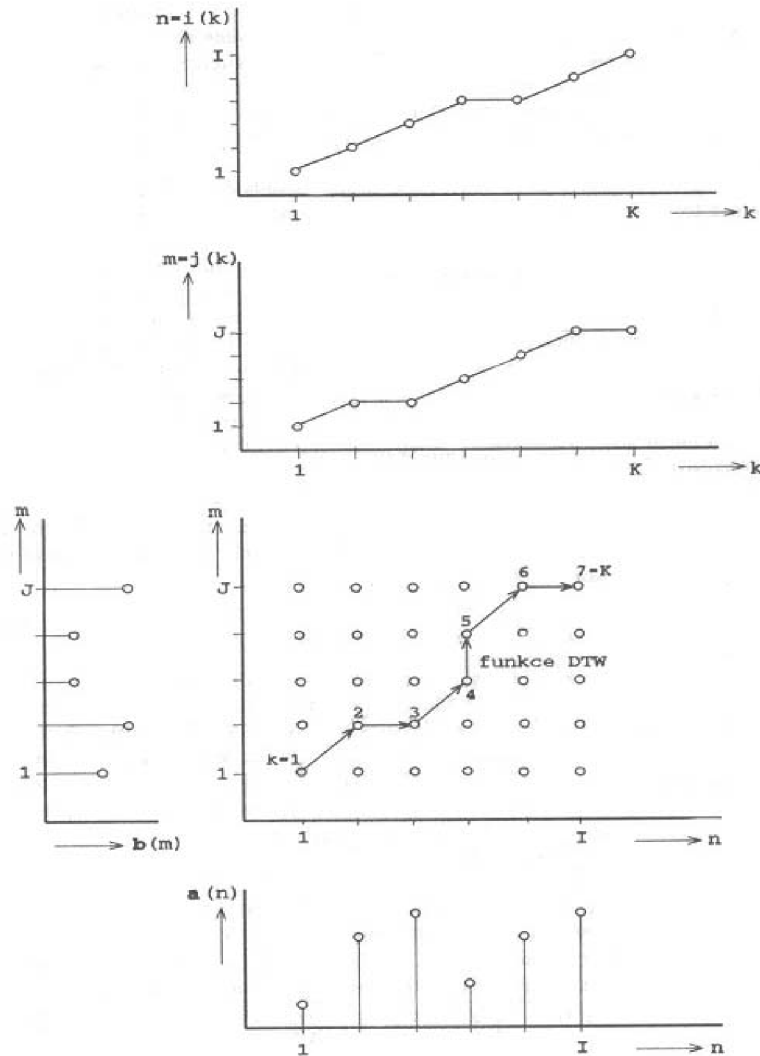 n=i(k)
I
1
1 K k
m=j(k)
J
1
1 K k
m m
J J
6 7=K
5
funkce DTW
4
2 3
k=1
1 1
1 I n
b(m)
a(n)
1 I n